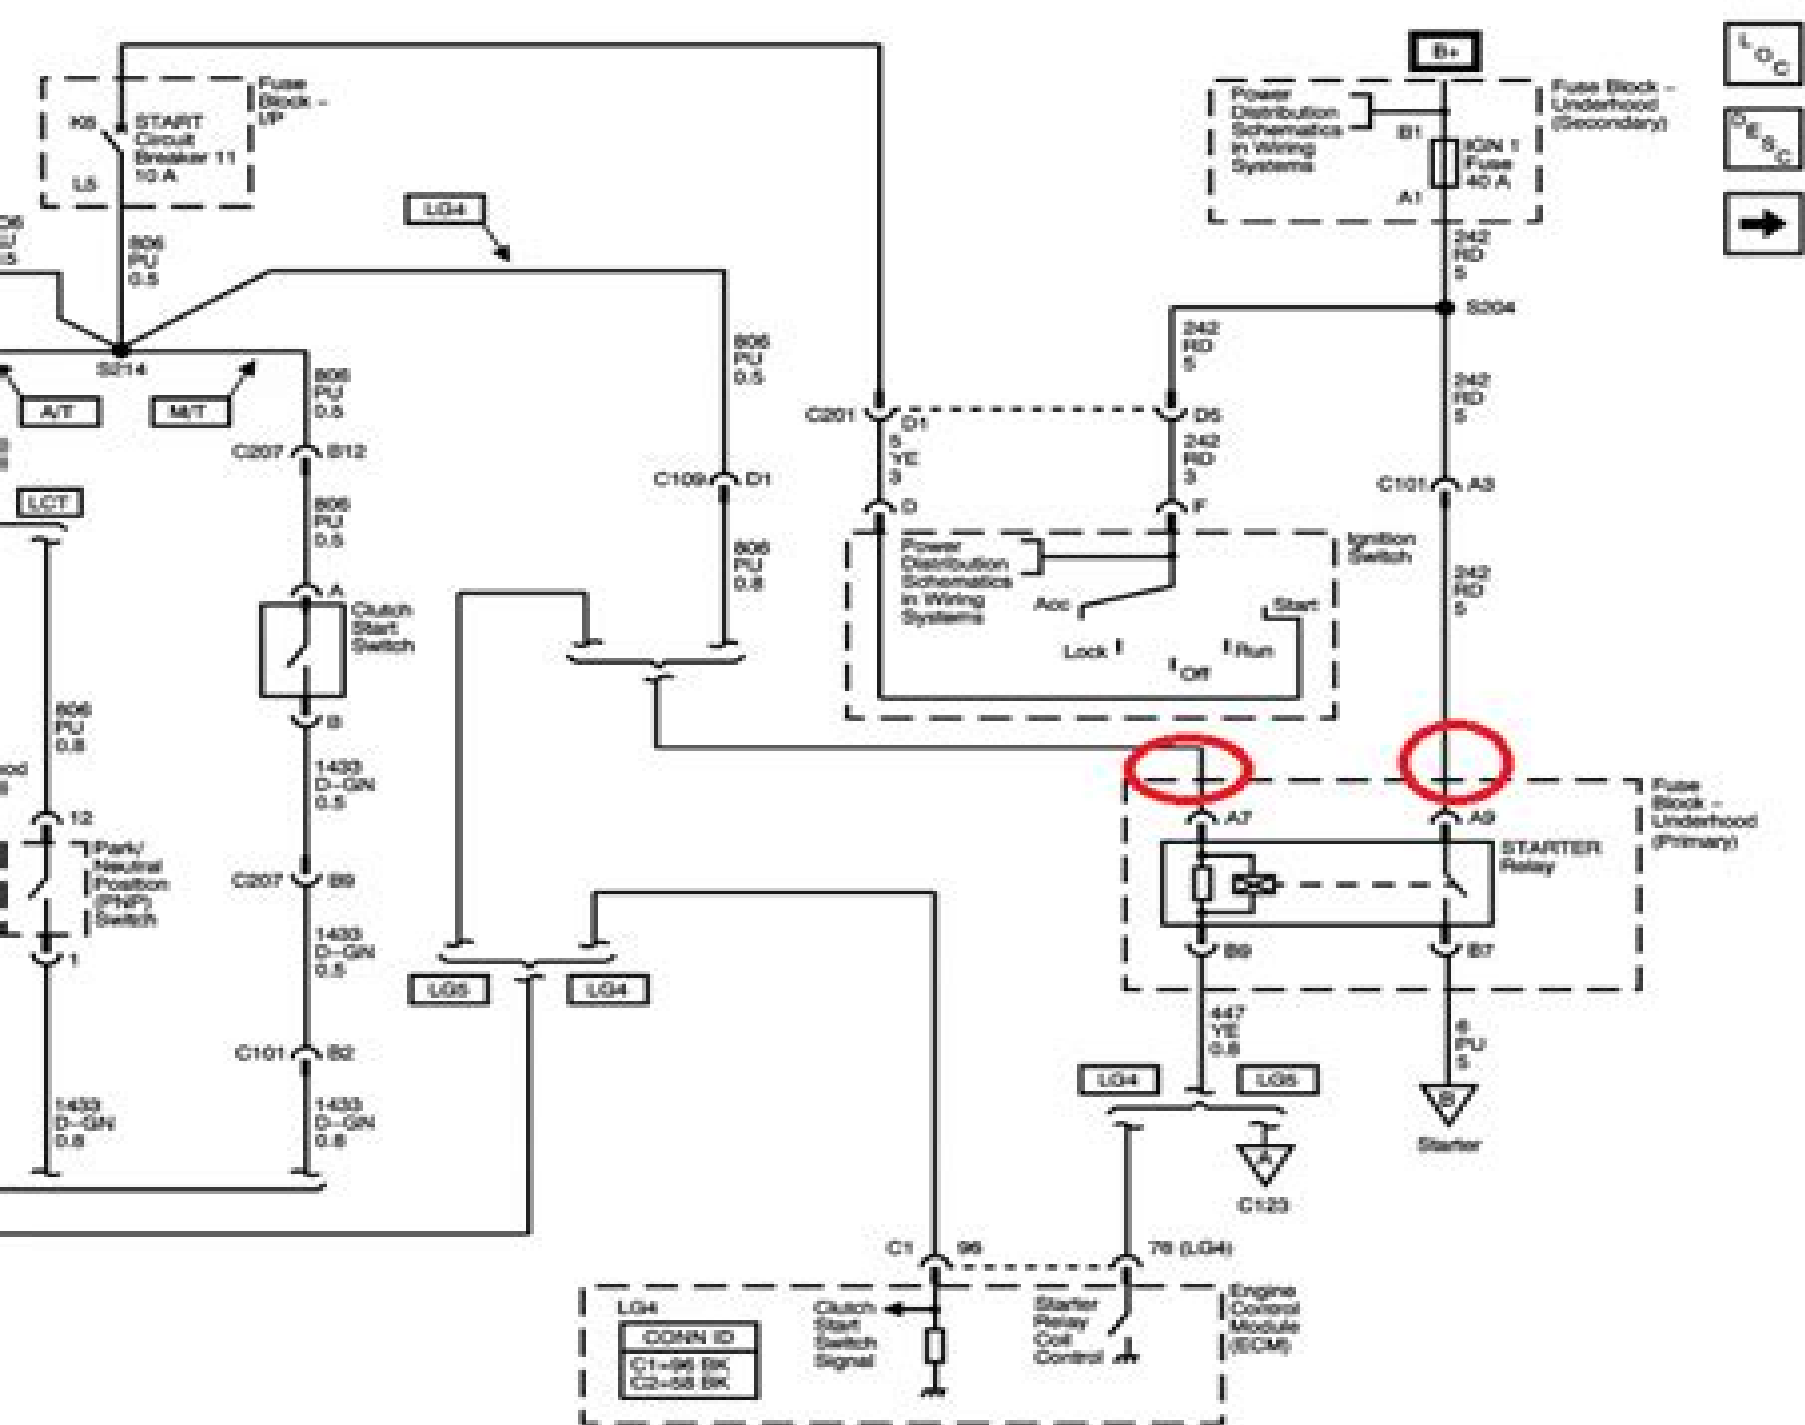 B+
LOC
Fuse
Block –
I/P
K6
START
Circuit
Breaker 11
10 A
L5
Power
Distribution
Schematics
in Wiring
Systems
B1
IGN 1
Fuse
40 A
A1
Fuse Block –
Underhood
(Secondary)
DESC
LG4
806
PU
0.5
242
RD
5
S204
S214
A/T
M/T
806
PU
0.5
806
PU
0.5
242
RD
5
242
RD
5
C201
D1
D5
5
YE
3
242
RD
3
C207
B12
C109
D1
C101
A3
LCT
806
PU
0.5
D
F
A
Clutch
Start
Switch
806
PU
0.8
Power
Distribution
Schematics
in Wiring
Systems
Acc
Lock
Off
Run
Start
Ignition
Switch
242
RD
5
806
PU
0.8
B
1433
D-GN
0.5
12
Park/
Neutral
Position
(PNP)
Switch
1
C207
B9
1433
D-GN
0.5
A7
A9
STARTER
Relay
Fuse
Block –
Underhood
(Primary)
B9
B7
LG5
LG4
C101
B2
1433
D-GN
0.8
1433
D-GN
0.8
447
YE
0.8
6
PU
5
LG4
LG5
B
Starter
A
C123
C1
96
76 (LG4)
LG4
CONN ID
C1=96 BK
C2=58 BK
Clutch
Start
Switch
Signal
Starter
Relay
Coil
Control
Engine
Control
Module
(ECM)